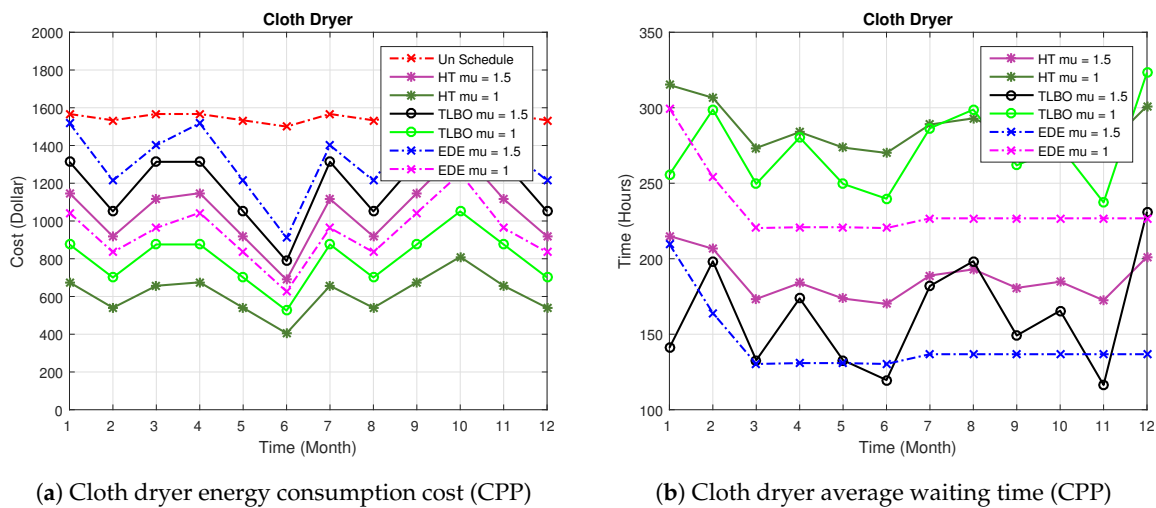 Cloth Dryer
2000
1800
1600
1400
1200
1000
800
600
400
200
0
Cost (Dollar)
Un Schedule
HT mu = 1.5
HT mu = 1
TLBO mu = 1.5
TLBO mu = 1
EDE mu = 1.5
EDE mu = 1
1 2 3 4 5 6 7 8 9 10 11 12
Time (Month)
(a) Cloth dryer energy consumption cost (CPP)
Cloth Dryer
350
300
250
200
150
100
Time (Hours)
HT mu = 1.5
HT mu = 1
TLBO mu = 1.5
TLBO mu = 1
EDE mu = 1.5
EDE mu = 1
1 2 3 4 5 6 7 8 9 10 11 12
Time (Month)
(b) Cloth dryer average waiting time (CPP)